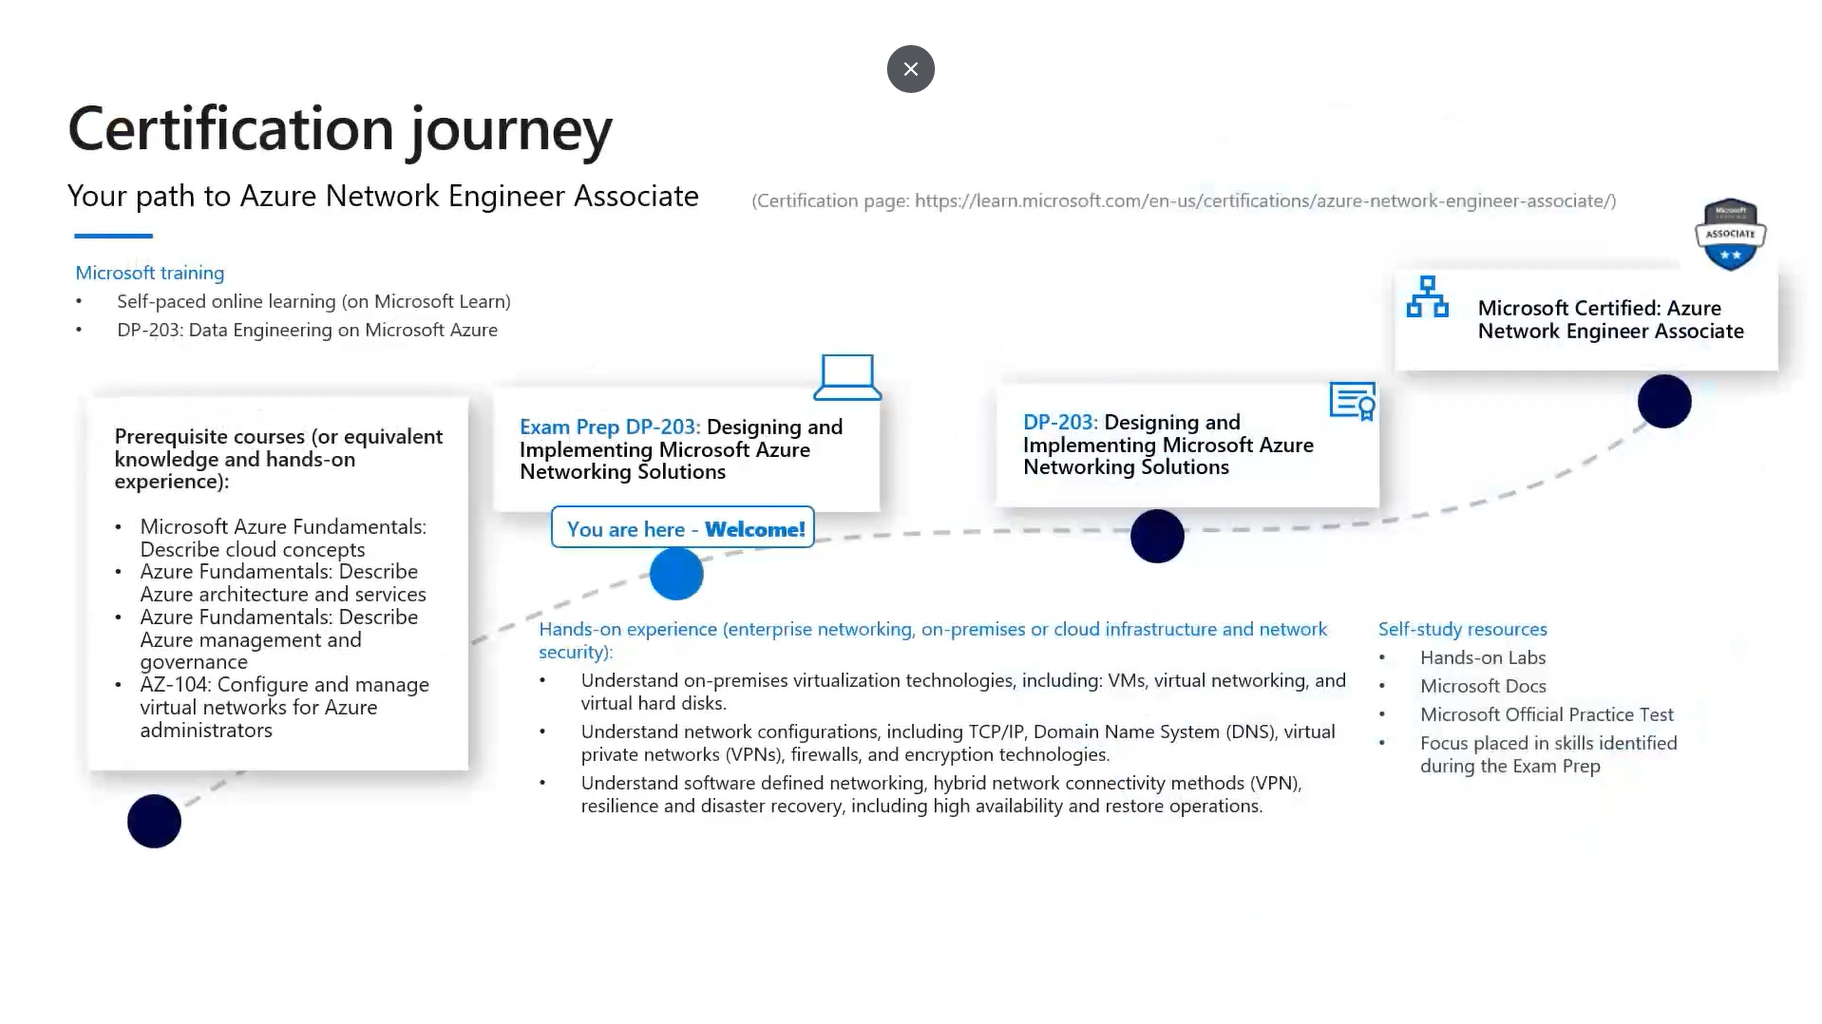 Certification journey
Your path to Azure Network Engineer Associate
(Certification page: https://learn.microsoft.com/en-us/certifications/azure-network-engineer-associate/)
Microsoft training
• Self-paced online learning (on Microsoft Learn)
• DP-203: Data Engineering on Microsoft Azure
Prerequisite courses (or equivalent
knowledge and hands-on
experience):
• Microsoft Azure Fundamentals:
Describe cloud concepts
• Azure Fundamentals: Describe
Azure architecture and services
• Azure Fundamentals: Describe
Azure management and
governance
• AZ-104: Configure and manage
virtual networks for Azure
administrators
Exam Prep DP-203: Designing and
Implementing Microsoft Azure
Networking Solutions
You are here - Welcome!
DP-203: Designing and
Implementing Microsoft Azure
Networking Solutions
Microsoft
ASSOCIATE
Microsoft Certified: Azure
Network Engineer Associate
Hands-on experience (enterprise networking, on-premises or cloud infrastructure and network
security):
• Understand on-premises virtualization technologies, including: VMs, virtual networking, and
virtual hard disks.
• Understand network configurations, including TCP/IP, Domain Name System (DNS), virtual
private networks (VPNs), firewalls, and encryption technologies.
• Understand software defined networking, hybrid network connectivity methods (VPN),
resilience and disaster recovery, including high availability and restore operations.
Self-study resources
• Hands-on Labs
• Microsoft Docs
• Microsoft Official Practice Test
• Focus placed in skills identified
during the Exam Prep